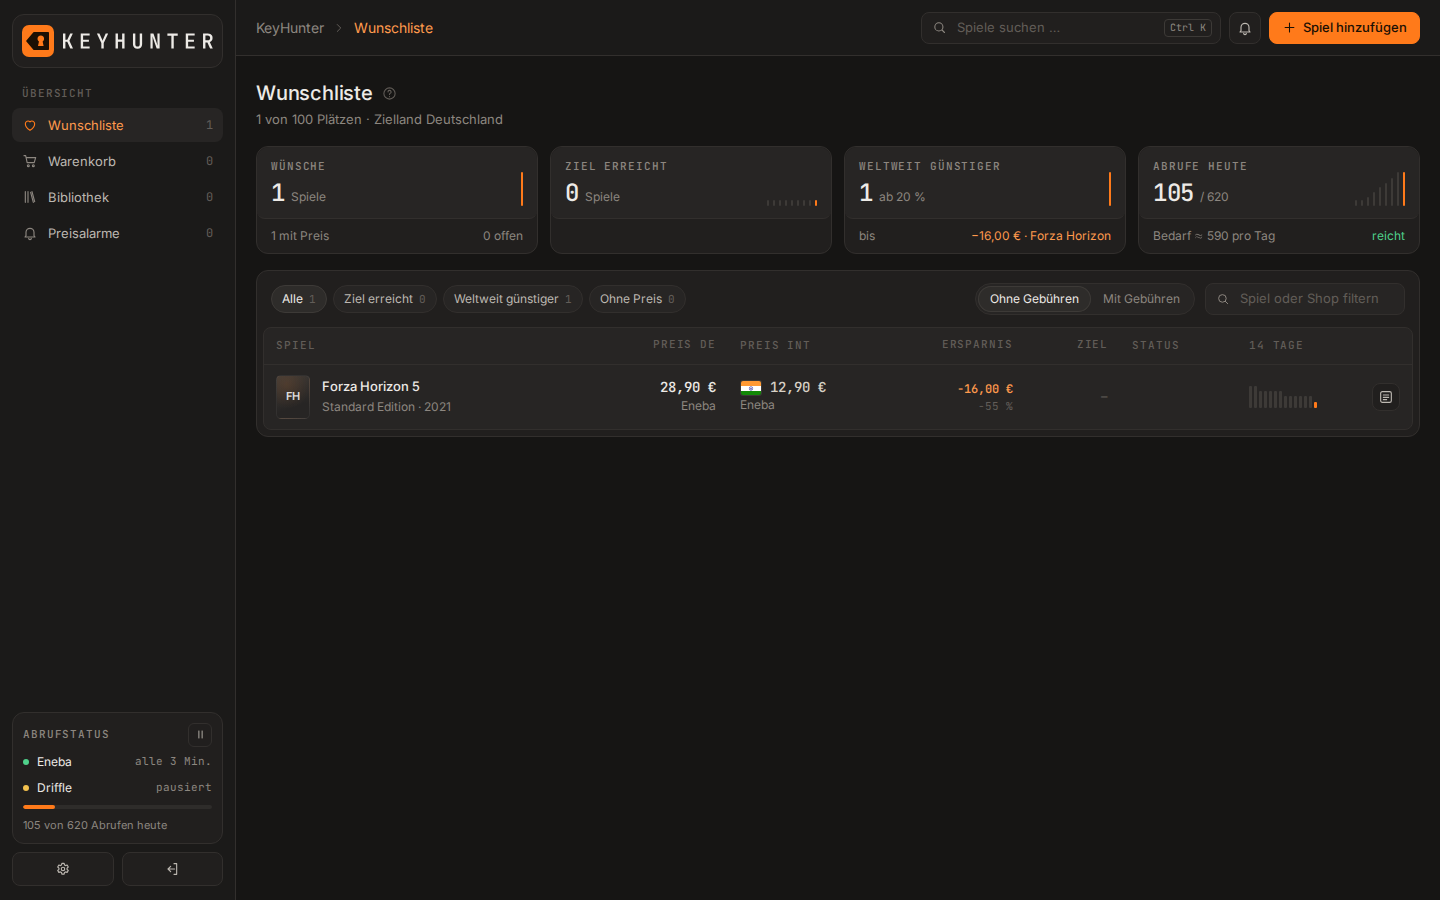 KEYHUNTER
KeyHunter > Wunschliste
Spiele suchen ... Ctrl K
+ Spiel hinzufügen
ÜBERSICHT
Wunschliste 1
Warenkorb 0
Bibliothek 0
Preisalarme 0
Wunschliste
1 von 100 Plätzen · Zielland Deutschland
WÜNSCHE
1 Spiele
1 mit Preis 0 offen
ZIEL ERREICHT
0 Spiele
WELTWEIT GÜNSTIGER
1 ab 20 %
bis −16,00 € · Forza Horizon
ABRUFE HEUTE
105 / 620
Bedarf ≈ 590 pro Tag reicht
Alle 1 Ziel erreicht 0 Weltweit günstiger 1 Ohne Preis 0
Ohne Gebühren Mit Gebühren
Spiel oder Shop filtern
SPIEL PREIS DE PREIS INT ERSPARNIS ZIEL STATUS 14 TAGE
FH Forza Horizon 5 28,90 € 12,90 € -16,00 € –
Standard Edition · 2021 Eneba Eneba -55 %
ABRUFSTATUS
Eneba alle 3 Min.
Driffle pausiert
105 von 620 Abrufen heute